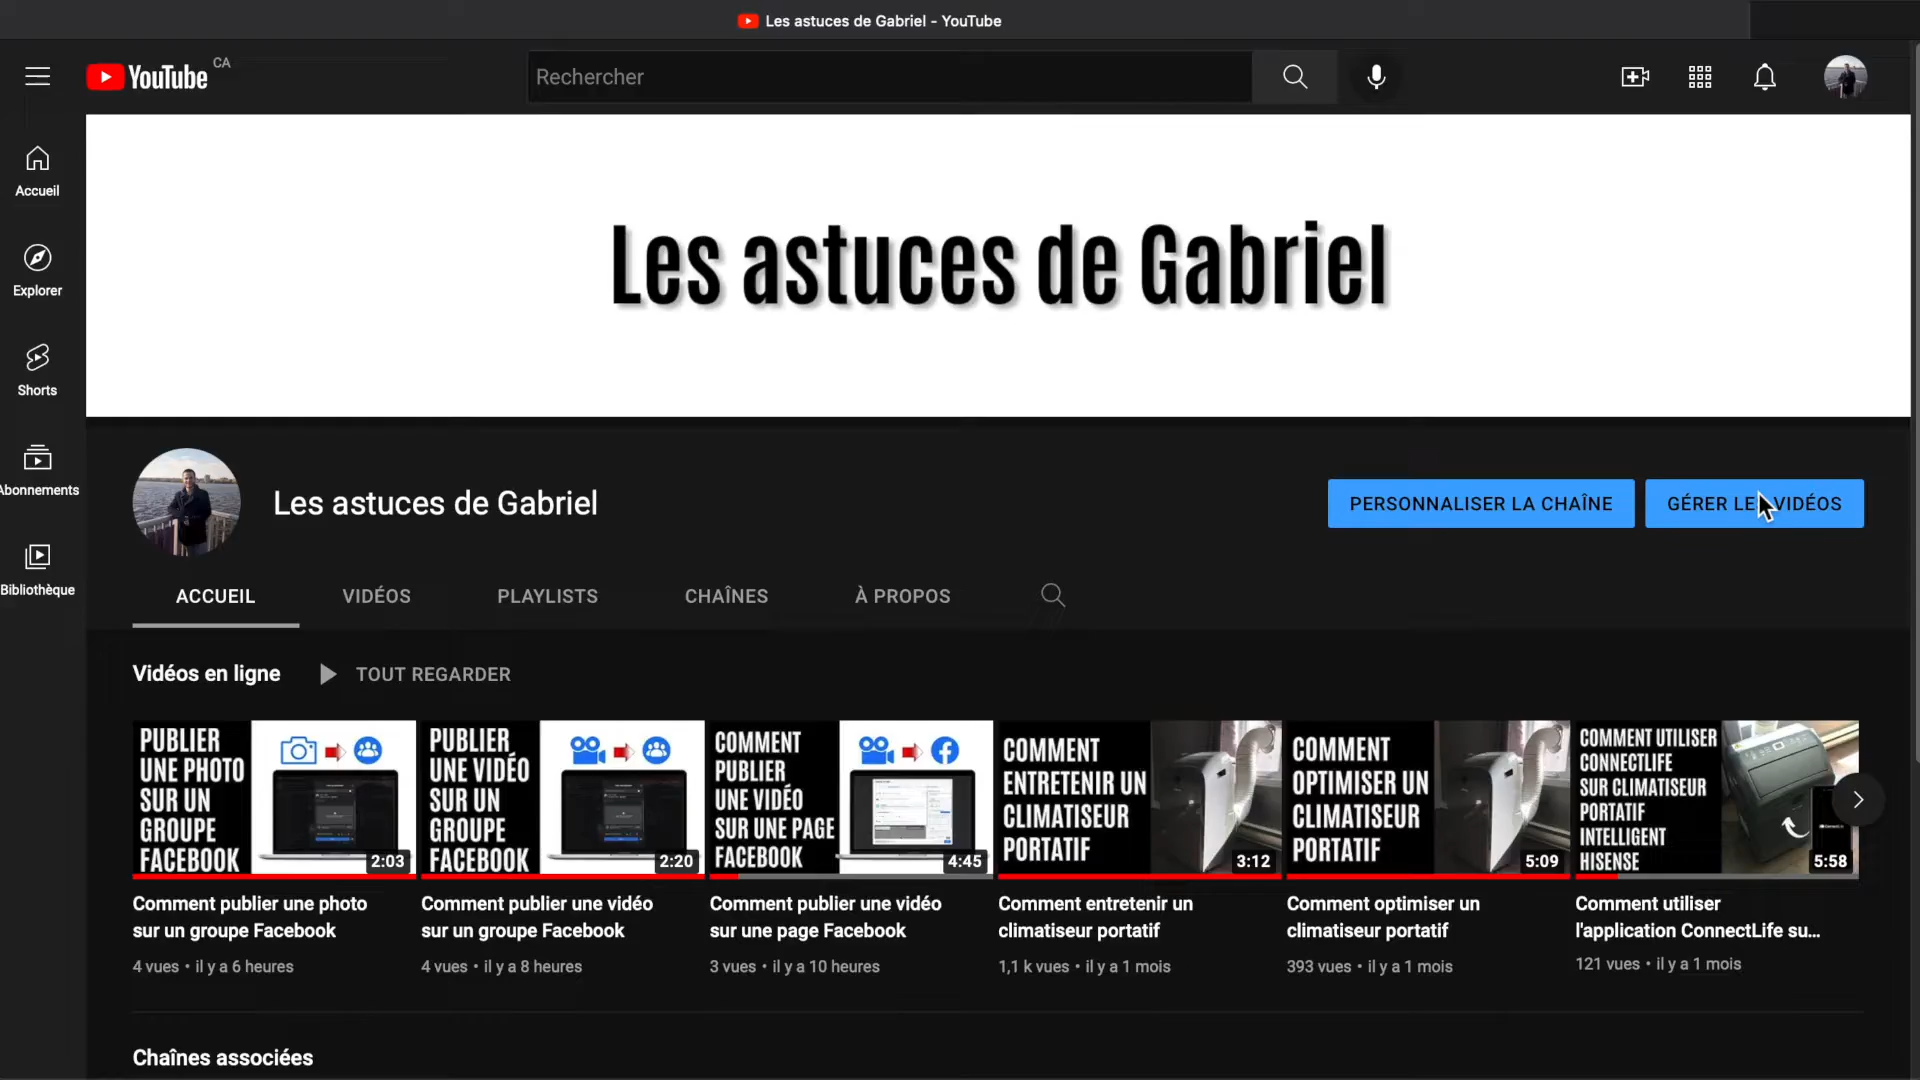 Les astuces de Gabriel - YouTube
YouTube CA
Rechercher
Accueil
Explorer
Shorts
Abonnements
Bibliothèque
Les astuces de Gabriel
Les astuces de Gabriel
PERSONNALISER LA CHAÎNE
GÉRER LES VIDÉOS
ACCUEIL
VIDÉOS
PLAYLISTS
CHAÎNES
À PROPOS
Vidéos en ligne
TOUT REGARDER
PUBLIER
UNE PHOTO
SUR UN
GROUPE
FACEBOOK
2:03
Comment publier une photo
sur un groupe Facebook
4 vues • il y a 6 heures
PUBLIER
UNE VIDÉO
SUR UN
GROUPE
FACEBOOK
2:20
Comment publier une vidéo
sur un groupe Facebook
4 vues • il y a 8 heures
COMMENT
PUBLIER
UNE VIDÉO
SUR UNE PAGE
FACEBOOK
4:45
Comment publier une vidéo
sur une page Facebook
3 vues • il y a 10 heures
COMMENT
ENTRETENIR UN
CLIMATISEUR
PORTATIF
3:12
Comment entretenir un
climatiseur portatif
1,1 k vues • il y a 1 mois
COMMENT
OPTIMISER UN
CLIMATISEUR
PORTATIF
5:09
Comment optimiser un
climatiseur portatif
393 vues • il y a 1 mois
COMMENT UTILISER
CONNECTLIFE
SUR CLIMATISEUR
PORTATIF
INTELLIGENT
HISENSE
5:58
Comment utiliser
l'application ConnectLife su...
121 vues • il y a 1 mois
Chaînes associées